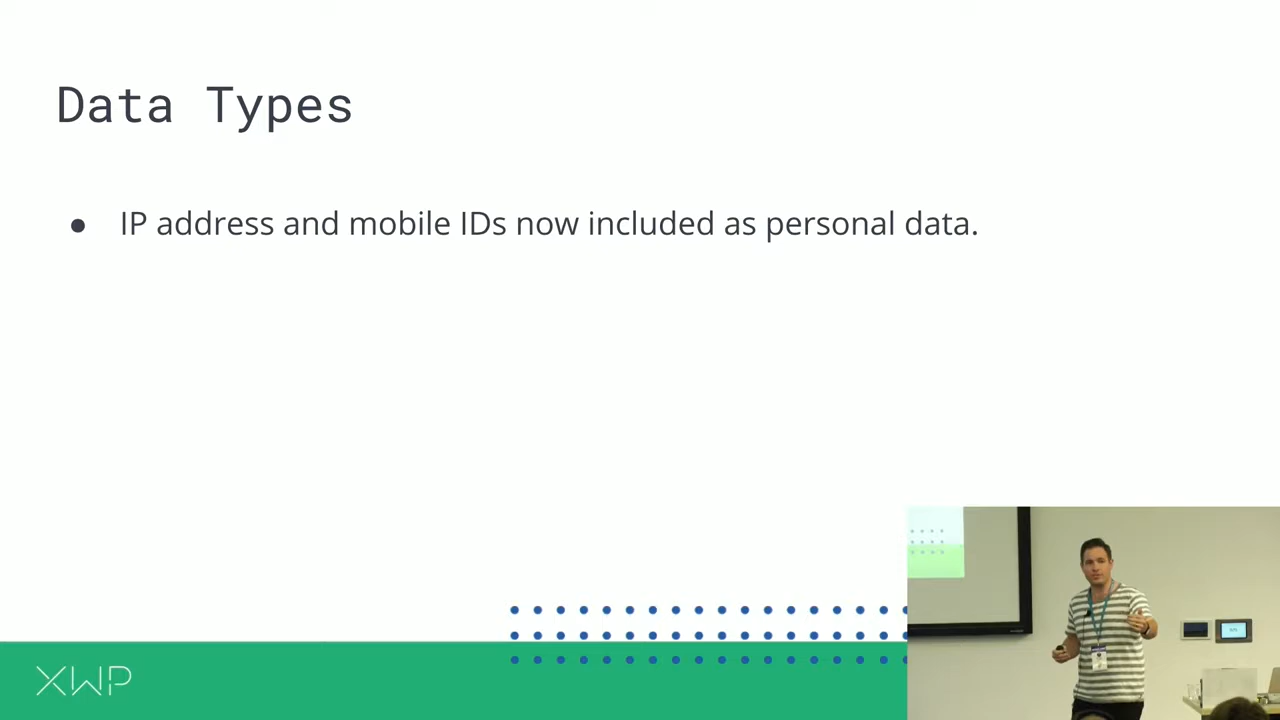 Data Types
● IP address and mobile IDs now included as personal data.
XWP